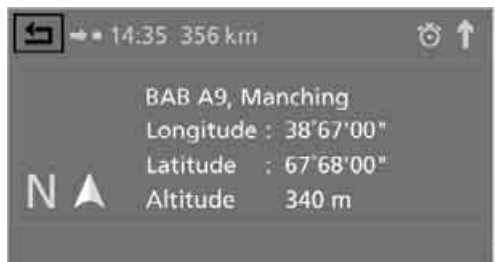 14:35 356 km
BAB A9, Manching
Longitude : 38°67'00"
Latitude : 67°68'00"
N Altitude 340 m